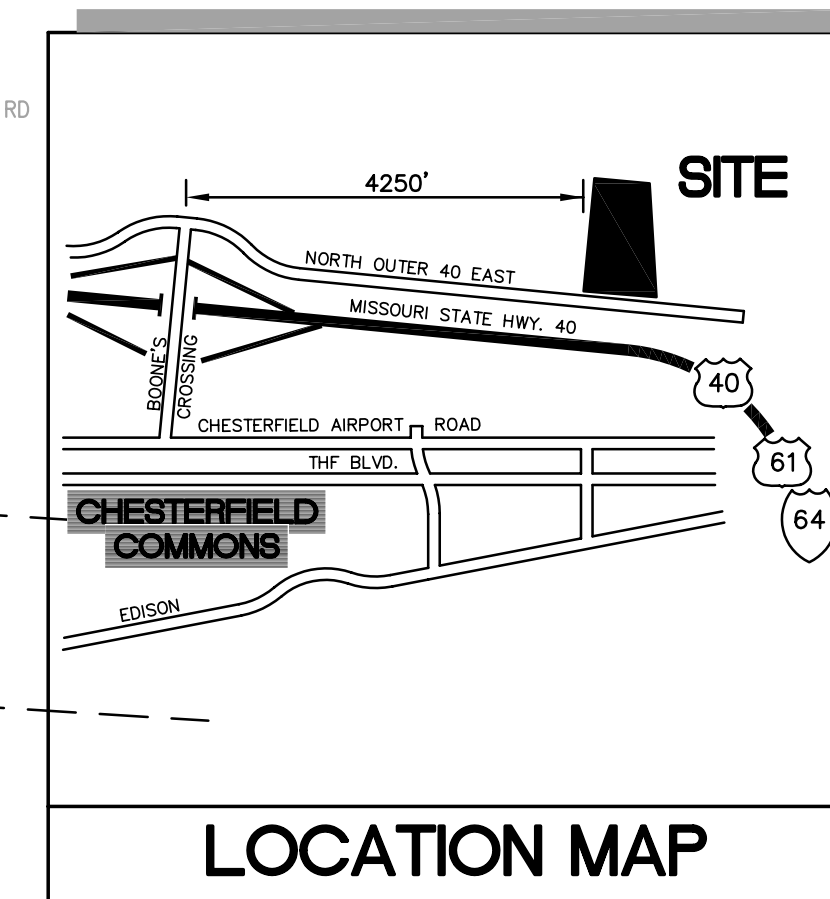 RD
4250'
SITE
NORTH OUTER 40 EAST
MISSOURI STATE HWY. 40
BOONE'S
CROSSING
40
CHESTERFIELD AIRPORT ROAD
THF BLVD.
61
CHESTERFIELD
COMMONS
64
EDISON
LOCATION MAP